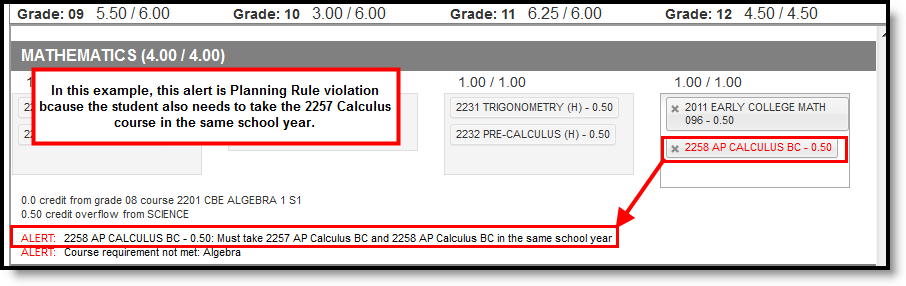 Grade: 09 5.50 / 6.00 Grade: 10 3.00 / 6.00 Grade: 11 6.25 / 6.00 Grade: 12 4.50 / 4.50
MATHEMATICS (4.00 / 4.00)
In this example, this alert is Planning Rule violation
bcause the student also needs to take the 2257 Calculus
course in the same school year.
1.00 / 1.00 1.00 / 1.00
2231 TRIGONOMETRY (H) - 0.50
2232 PRE-CALCULUS (H) - 0.50
2011 EARLY COLLEGE MATH
096 - 0.50
2258 AP CALCULUS BC - 0.50
0.0 credit from grade 08 course 2201 CBE ALGEBRA 1 S1
0.50 credit overflow from SCIENCE
ALERT: 2258 AP CALCULUS BC - 0.50: Must take 2257 AP Calculus BC and 2258 AP Calculus BC in the same school year
ALERT: Course requirement not met: Algebra